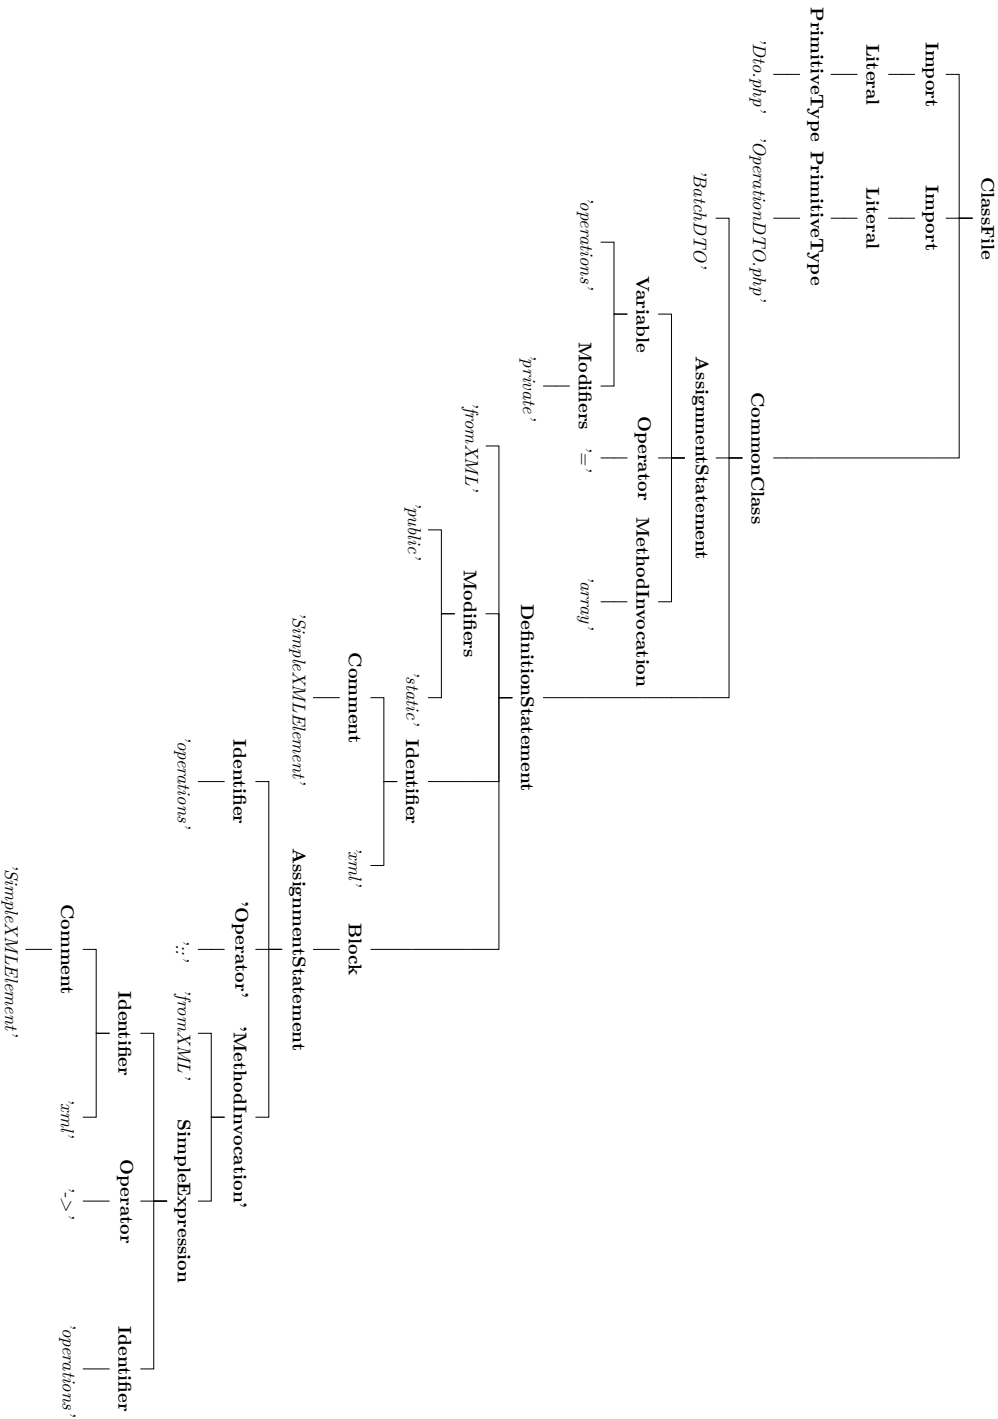 ClassFile
Import Import
Literal Literal
PrimitiveType PrimitiveType
’Dto.php’ ’OperationDTO.php’ CommonClass
’BatchDTO’ AssignmentStatement
Variable Operator MethodInvocation
’operations’ Modifiers ’=’ ’array’
’private’ DefinitionStatement
’fromXML’ Modifiers
’public’ ’static’ Identifier
Comment ’xml’ Block
’SimpleXMLElement’ AssignmentStatement
Identifier ’Operator’ ’MethodInvocation’
’operations’ ’::’ ’fromXML’ SimpleExpression
Identifier Operator Identifier
Comment ’xml’ ’->’ ’operations’
’SimpleXMLElement’